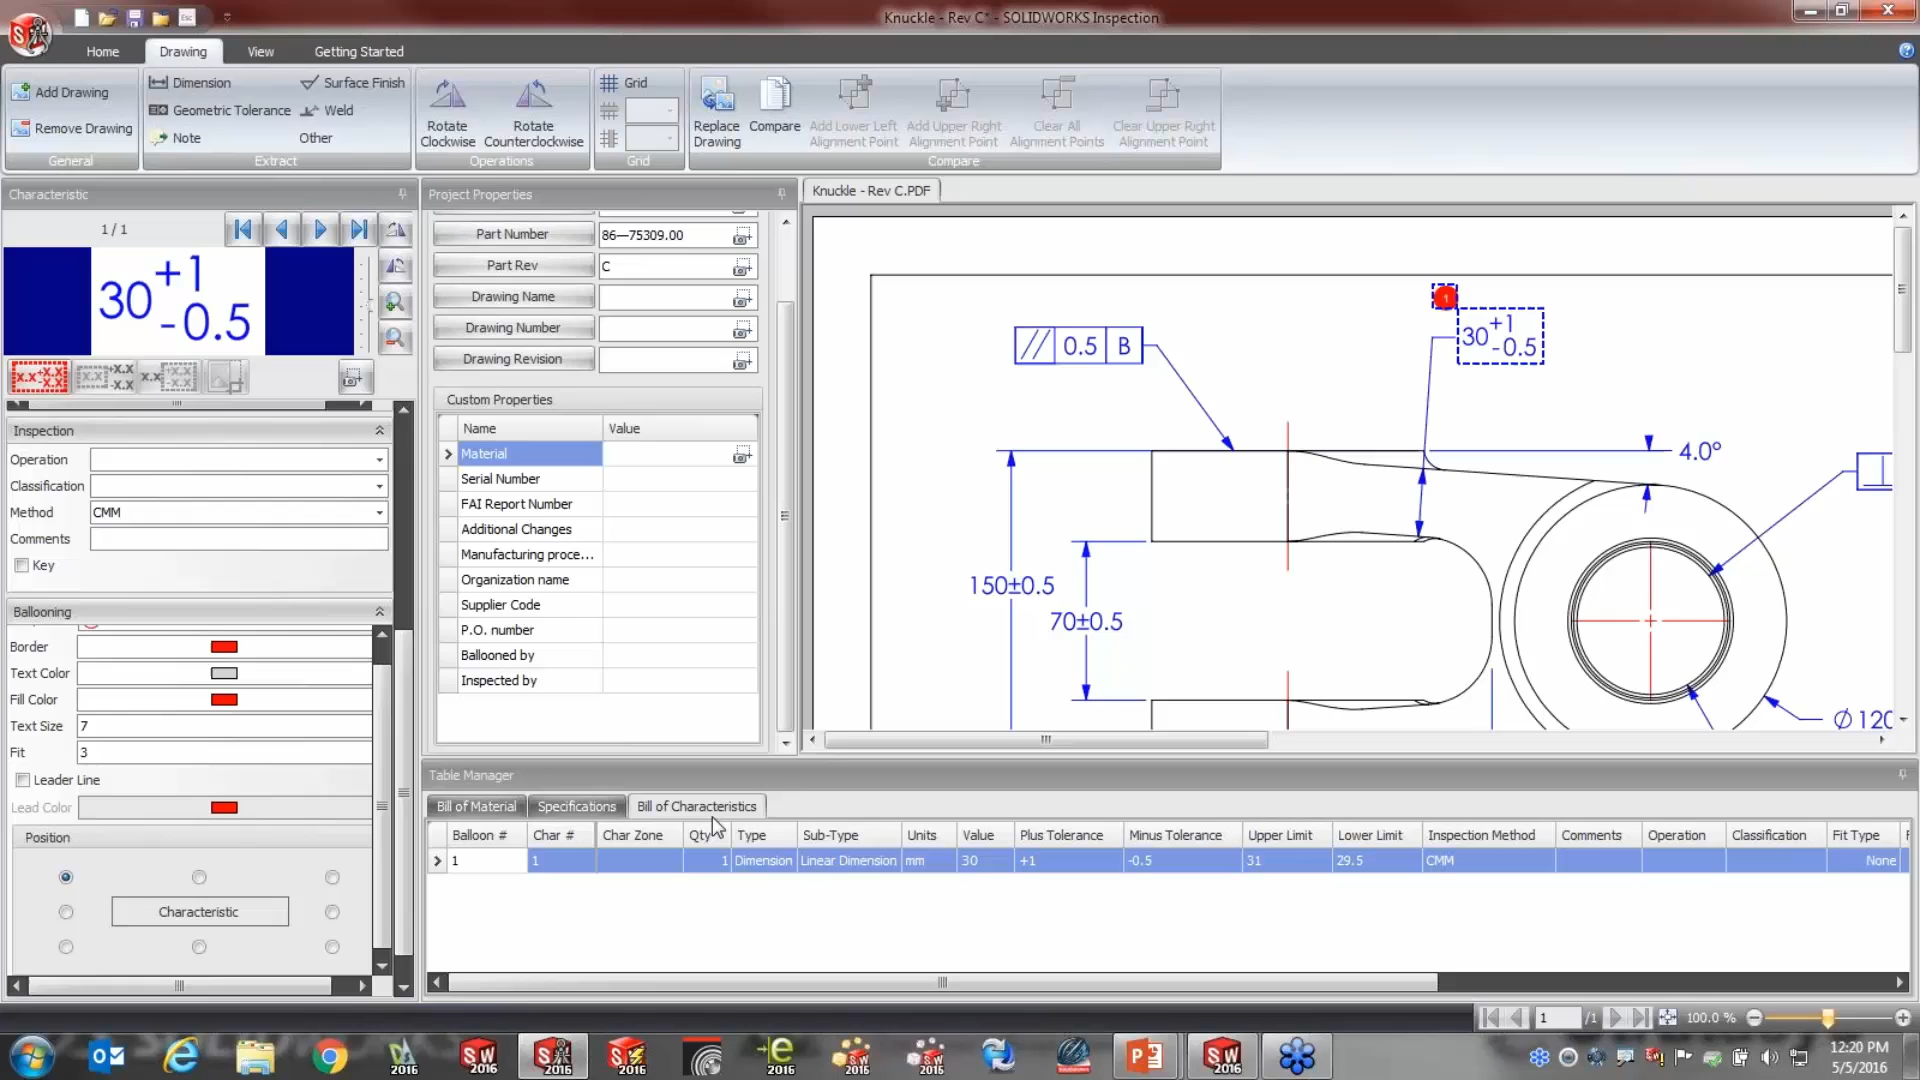 Knuckle - Rev C* - SOLIDWORKS Inspection
Esc
Home
Drawing
View
Getting Started
Add Drawing
Remove Drawing
General
Dimension
Surface Finish
Geometric Tolerance
Weld
Note
Other
Extract
Rotate Clockwise
Rotate Counterclockwise
Operations
Grid
Grid
Replace Drawing
Compare
Add Lower Left Alignment Point
Add Upper Right Alignment Point
Clear All Alignment Points
Clear Upper Right Alignment Point
Compare
Characteristic
1 / 1
30 +1 -0.5
Inspection
Operation
Classification
Method CMM
Comments
Key
Ballooning
Border
Text Color
Fill Color
Text Size 7
Fit 3
Leader Line
Lead Color
Position
Characteristic
Project Properties
Part Number 86—75309.00
Part Rev C
Drawing Name
Drawing Number
Drawing Revision
Custom Properties
Name Value
Material
Serial Number
FAI Report Number
Additional Changes
Manufacturing proce...
Organization name
Supplier Code
P.O. number
Ballooned by
Inspected by
Knuckle - Rev C.PDF
1
30 +1 -0.5
// 0.5 B
4.0°
150±0.5
70±0.5
Ø 120
Table Manager
Bill of Material Specifications Bill of Characteristics
Balloon # Char # Char Zone Qty Type Sub-Type Units Value Plus Tolerance Minus Tolerance Upper Limit Lower Limit Inspection Method Comments Operation Classification Fit Type
1 1 1 Dimension Linear Dimension mm 30 +1 -0.5 31 29.5 CMM None
1 /1 100.0 %
2016 2016 2016 2016 2016 2016 2015 2016
12:20 PM
5/5/2016